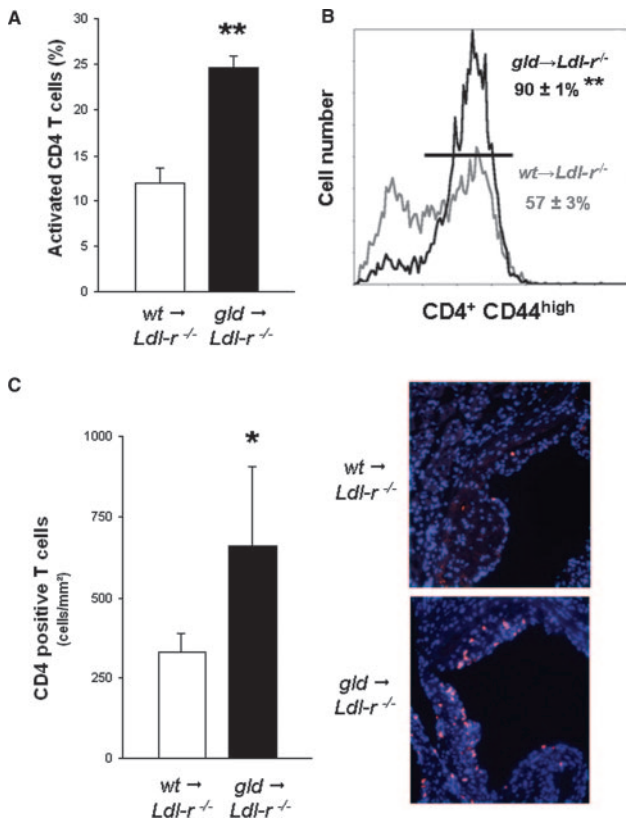 A
Activated CD4 T cells (%)
30
25
20
15
10
5
0
**
wt →
Ldl-r -/-
gld →
Ldl-r -/-
B
Cell number
gld→Ldl-r-/-
90 ± 1% **
wt→Ldl-r-/-
57 ± 3%
CD4+ CD44high
C
CD4 positive T cells
(cells/mm²)
1000
750
500
250
0
*
wt →
Ldl-r -/-
gld →
Ldl-r -/-
wt →
Ldl-r -/-
gld →
Ldl-r -/-